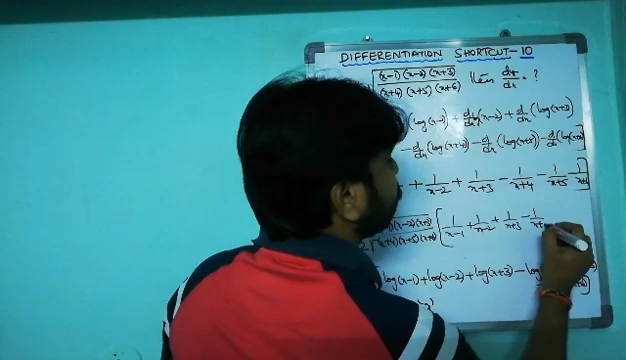 DIFFERENTIATION SHORTCUT-10
√(x-1)(x-2)(x+3) / (x+4)(x+5)(x+6) then dy/dx = ?
(log(x-1)) + d/dx (x-2) + d/dx (log(x+3))
- d/dx (log(x+4)) - d/dx (log(x+5)) - d/dx (log(x+6))]
+ 1/(x-2) + 1/(x+3) - 1/(x+4) - 1/(x+5) - 1/(x+6)]
(x-2)(x+3) / (x+4)(x+5)(x+6) [1/(x-1) + 1/(x-2) + 1/(x+3) - 1/(x+
log(x-1) + log(x-2) + log(x+3) - log